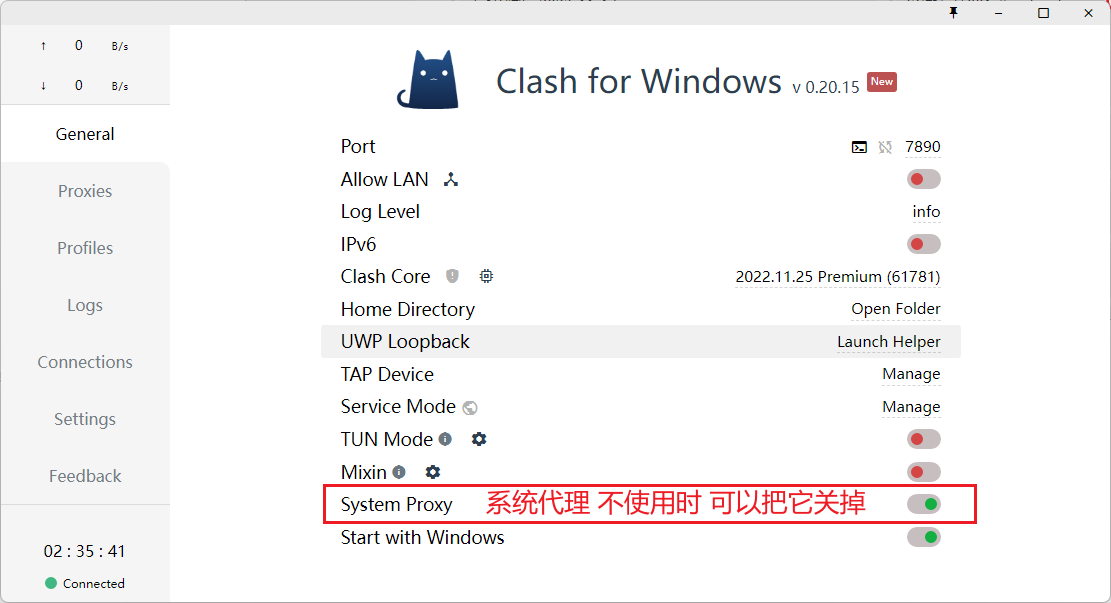 ↑ 0 B/s
↓ 0 B/s
General
Proxies
Profiles
Logs
Connections
Settings
Feedback
02 : 35 : 41
Connected
Clash for Windows v 0.20.15 New
Port 7890
Allow LAN
Log Level info
IPv6
Clash Core 2022.11.25 Premium (61781)
Home Directory Open Folder
UWP Loopback Launch Helper
TAP Device Manage
Service Mode Manage
TUN Mode
Mixin
System Proxy 系统代理 不使用时 可以把它关掉
Start with Windows